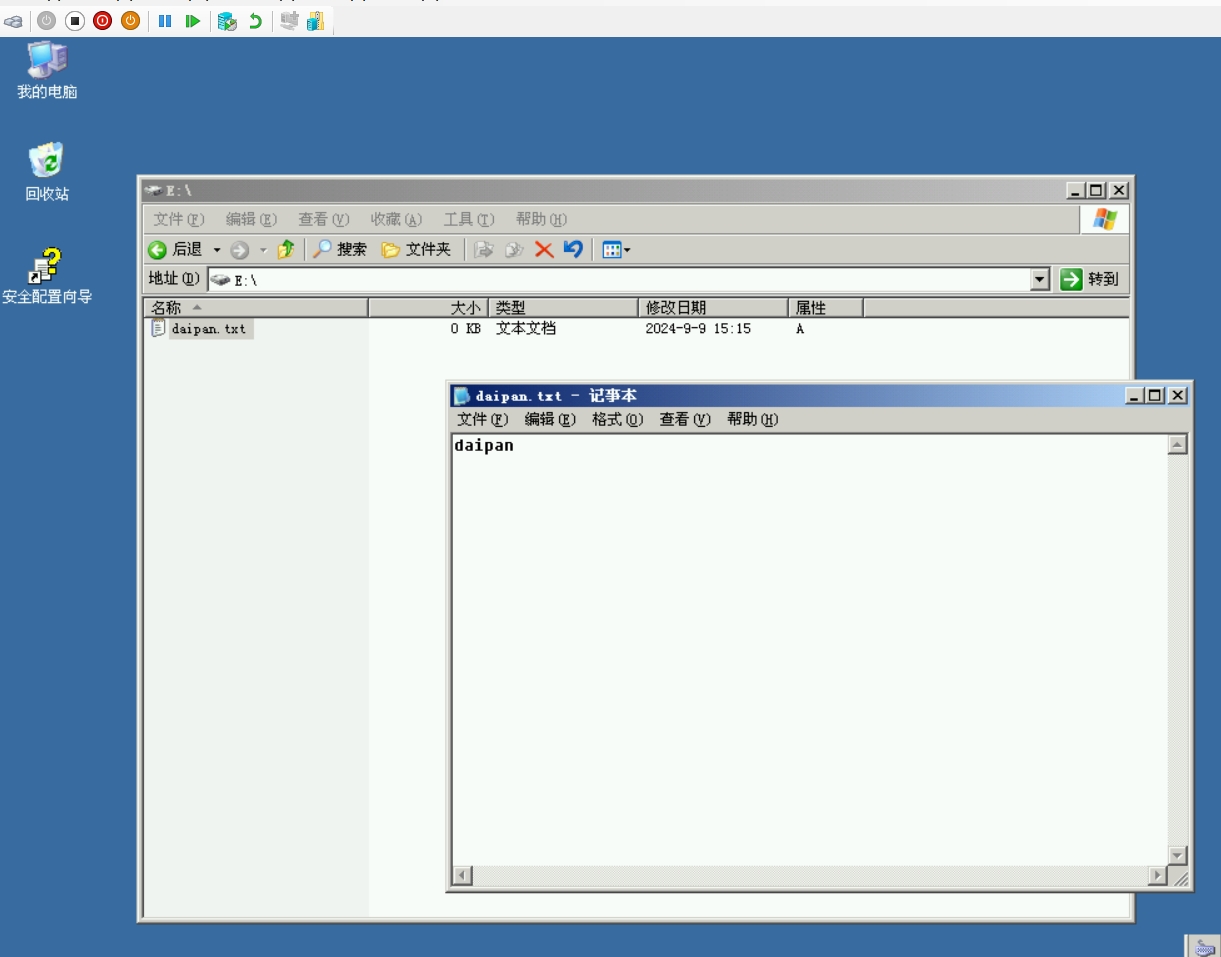 我的电脑
回收站
安全配置向导
E:\
文件(F) 编辑(E) 查看(V) 收藏(A) 工具(T) 帮助(H)
后退 搜索 文件夹
地址(D) E:\ 转到
名称 大小 类型 修改日期 属性
daipan.txt 0 KB 文本文档 2024-9-9 15:15 A
daipan.txt - 记事本
文件(F) 编辑(E) 格式(O) 查看(V) 帮助(H)
daipan